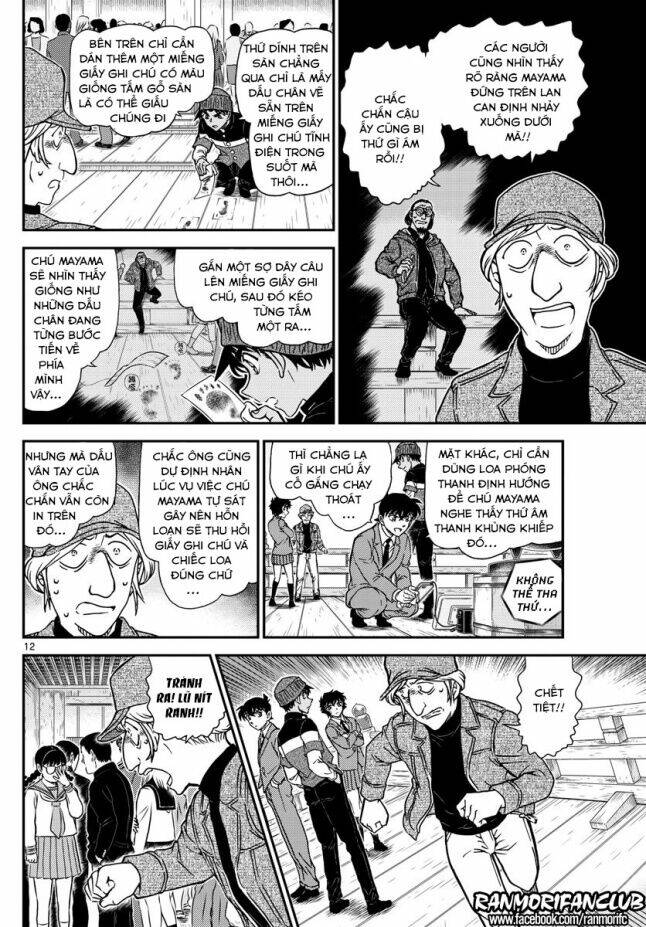 CÁC NGƯỜI
CŨNG NHÌN THẤY
RÕ RÀNG MAYAMA
ĐỨNG TRÊN LAN
CAN ĐỊNH NHẢY
XUỐNG DƯỚI
MÀ!!
CHẮC
CHẮN CẬU
ẤY CŨNG BỊ
THỨ GÌ ÁM
RỒI!!
THỨ DÍNH TRÊN
SÀN CHẲNG
QUA CHỈ LÀ MẤY
DẤU CHÂN VẼ
SẴN TRÊN
MIẾNG GIẤY
GHI CHÚ TĨNH
ĐIỆN TRONG
SUỐT MÀ
THÔI...
BÊN TRÊN CHỈ CẦN
DÁN THÊM MỘT MIẾNG
GIẤY GHI CHÚ CÓ MÀU
GIỐNG TẤM GỖ SÀN
LÀ CÓ THỂ GIẤU
CHÚNG ĐI
GẮN MỘT SỢI DÂY CÂU
LÊN MIẾNG GIẤY GHI
CHÚ, SAU ĐÓ KÉO
TỪNG TẤM
MỘT RA...
CHÚ MAYAMA
SẼ NHÌN THẤY
GIỐNG NHƯ
NHỮNG DẤU
CHÂN ĐANG
TỪNG BƯỚC
TIẾN VỀ
PHÍA
MÌNH
VẬY...
MẶT KHÁC, CHỈ CẦN
DÙNG LOA PHÓNG
THANH ĐỊNH HƯỚNG
ĐỂ CHÚ MAYAMA
NGHE THẤY THỨ ÂM
THANH KHỦNG KHIẾP
ĐÓ...
THÌ CHẲNG LẠ
GÌ KHI CHÚ ẤY
CỐ GẮNG CHẠY
THOÁT
...
KHÔNG
THỂ THA
THỨ...
CHẮC ÔNG CŨNG
DỰ ĐỊNH NHÂN
LÚC VỤ VIỆC CHÚ
MAYAMA TỰ SÁT
GÂY NÊN HỖN
LOẠN SẼ THU HỒI
GIẤY GHI CHÚ VÀ
CHIẾC LOA
ĐÚNG CHỨ
...
NHƯNG MÀ DẤU
VÂN TAY CỦA
ÔNG CHẮC
CHẮN VẪN CÒN
IN TRÊN
ĐÓ...
12
CHẾT
TIỆT!!
TRÁNH
RA! LŨ NÍT
RANH!!
RANMORIFANCLUB
www.facebook.com/ranmorifc